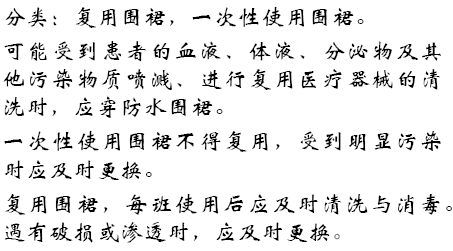 分类：复用围裙，一次性使用围裙。
可能受到患者的血液、体液、分泌物及其
他污染物质喷溅、进行复用医疗器械的清
洗时，应穿防水围裙。
一次性使用围裙不得复用，受到明显污染
时应及时更换。
复用围裙，每班使用后应及时清洗与消毒。
遇有破损或渗透时，应及时更换。